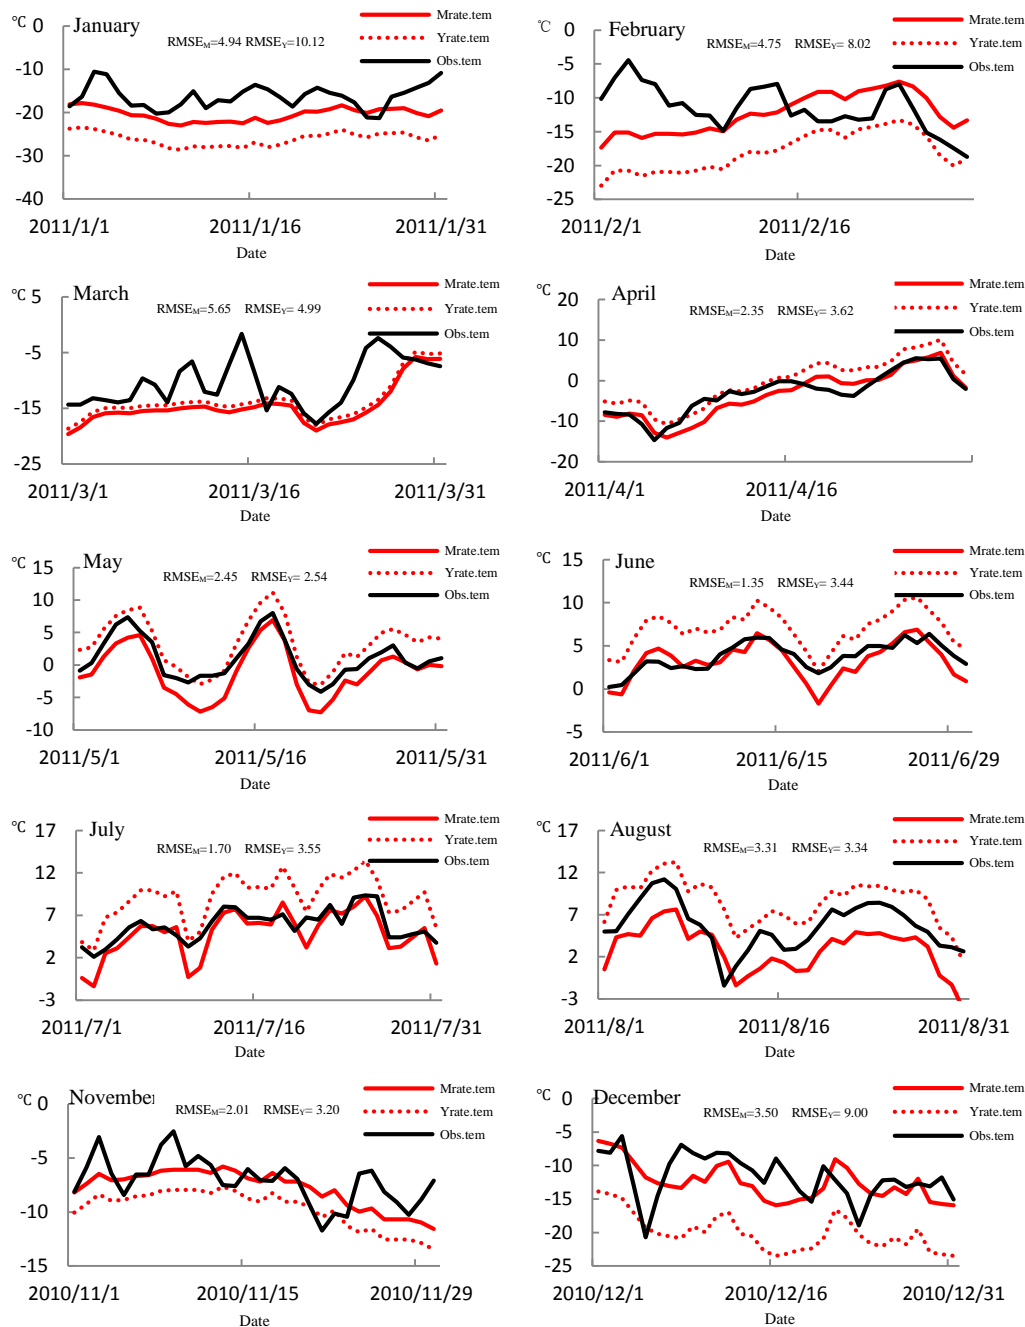 ℃ 0 January Mrate.tem
RMSEM=4.94 RMSEY=10.12 Yrate.tem
-10 Obs.tem
-20
-30
-40
2011/1/1 2011/1/16 2011/1/31
Date
℃ 0 February Mrate.tem
RMSEM=4.75 RMSEY= 8.02 Yrate.tem
-5 Obs.tem
-10
-15
-20
-25
2011/2/1 2011/2/16
Date
℃ 5 March Mrate.tem
RMSEM=5.65 RMSEY= 4.99 Yrate.tem
-5 Obs.tem
-15
-25
2011/3/1 2011/3/16 2011/3/31
Date
℃ 20 April Mrate.tem
RMSEM=2.35 RMSEY= 3.62 Yrate.tem
10 Obs.tem
0
-10
-20
2011/4/1 2011/4/16
Date
℃ 15 May Mrate.tem
RMSEM=2.45 RMSEY= 2.54 Yrate.tem
10 Obs.tem
5
0
-5
-10
2011/5/1 2011/5/16 2011/5/31
Date
℃ 15 June Mrate.tem
RMSEM=1.35 RMSEY= 3.44 Yrate.tem
10 Obs.tem
5
0
-5
2011/6/1 2011/6/15 2011/6/29
Date
℃ 17 July Mrate.tem
RMSEM=1.70 RMSEY= 3.55 Yrate.tem
12 Obs.tem
7
2
-3
2011/7/1 2011/7/16 2011/7/31
Date
℃ 17 August Mrate.tem
RMSEM=3.31 RMSEY= 3.34 Yrate.tem
12 Obs.tem
7
2
-3
2011/8/1 2011/8/16 2011/8/31
Date
℃ 0 November Mrate.tem
RMSEM=2.01 RMSEY= 3.20 Yrate.tem
-5 Obs.tem
-10
-15
2010/11/1 2010/11/15 2010/11/29
Date
℃ 0 December Mrate.tem
RMSEM=3.50 RMSEY= 9.00 Yrate.tem
-5 Obs.tem
-10
-15
-20
-25
2010/12/1 2010/12/16 2010/12/31
Date